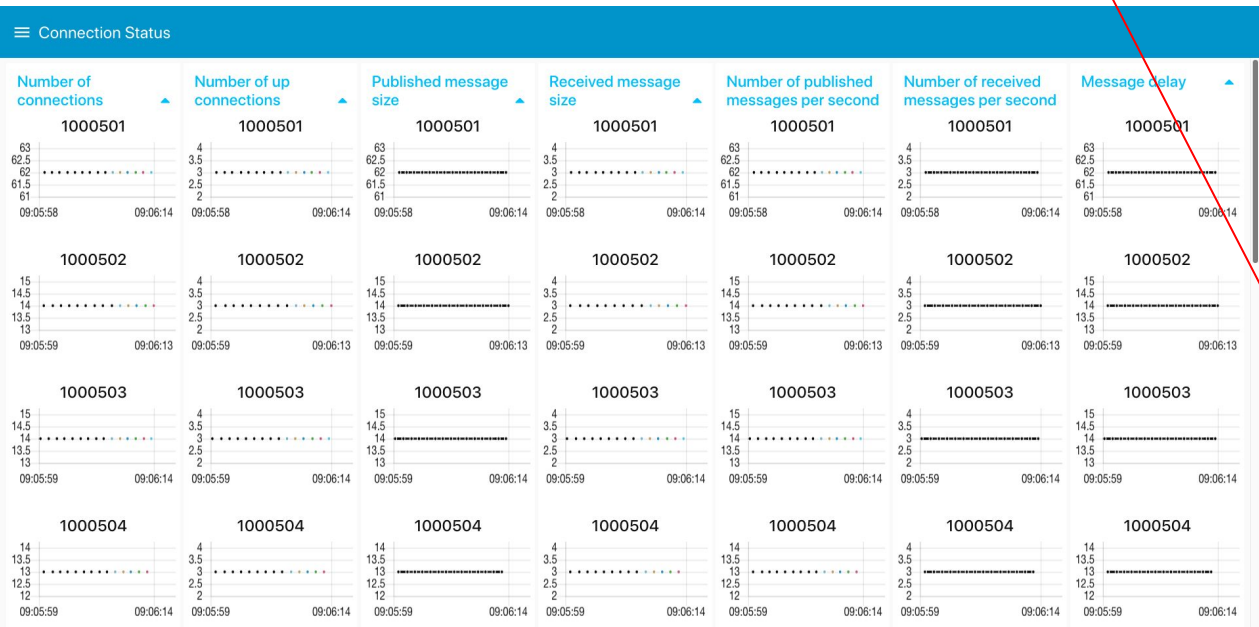 Connection Status
Number of connections
Number of up connections
Published message size
Received message size
Number of published messages per second
Number of received messages per second
Message delay
1000501 1000501 1000501 1000501 1000501 1000501 1000501
63 4 63 4 63 4 63
62.5 3.5 62.5 3.5 62.5 3.5 62.5
62 3 62 3 62 3 62
61.5 2.5 61.5 2.5 61.5 2.5 61.5
61 2 61 2 61 2 61
09:05:58 09:06:14 09:05:58 09:06:14 09:05:58 09:06:14 09:05:58 09:06:14 09:05:58 09:06:14 09:05:58 09:06:14 09:05:58 09:06:14
1000502 1000502 1000502 1000502 1000502 1000502 1000502
15 4 15 4 15 4 15
14.5 3.5 14.5 3.5 14.5 3.5 14.5
14 3 14 3 14 3 14
13.5 2.5 13.5 2.5 13.5 2.5 13.5
13 2 13 2 13 2 13
09:05:59 09:06:13 09:05:59 09:06:13 09:05:59 09:06:13 09:05:59 09:06:13 09:05:59 09:06:13 09:05:59 09:06:13 09:05:59 09:06:13
1000503 1000503 1000503 1000503 1000503 1000503 1000503
15 4 15 4 15 4 15
14.5 3.5 14.5 3.5 14.5 3.5 14.5
14 3 14 3 14 3 14
13.5 2.5 13.5 2.5 13.5 2.5 13.5
13 2 13 2 13 2 13
09:05:59 09:06:14 09:05:59 09:06:14 09:05:59 09:06:14 09:05:59 09:06:14 09:05:59 09:06:14 09:05:59 09:06:14 09:05:59 09:06:14
1000504 1000504 1000504 1000504 1000504 1000504 1000504
14 4 14 4 14 4 14
13.5 3.5 13.5 3.5 13.5 3.5 13.5
13 3 13 3 13 3 13
12.5 2.5 12.5 2.5 12.5 2.5 12.5
12 2 12 2 12 2 12
09:05:59 09:06:14 09:05:59 09:06:14 09:05:59 09:06:14 09:05:59 09:06:14 09:05:59 09:06:14 09:05:59 09:06:14 09:05:59 09:06:14